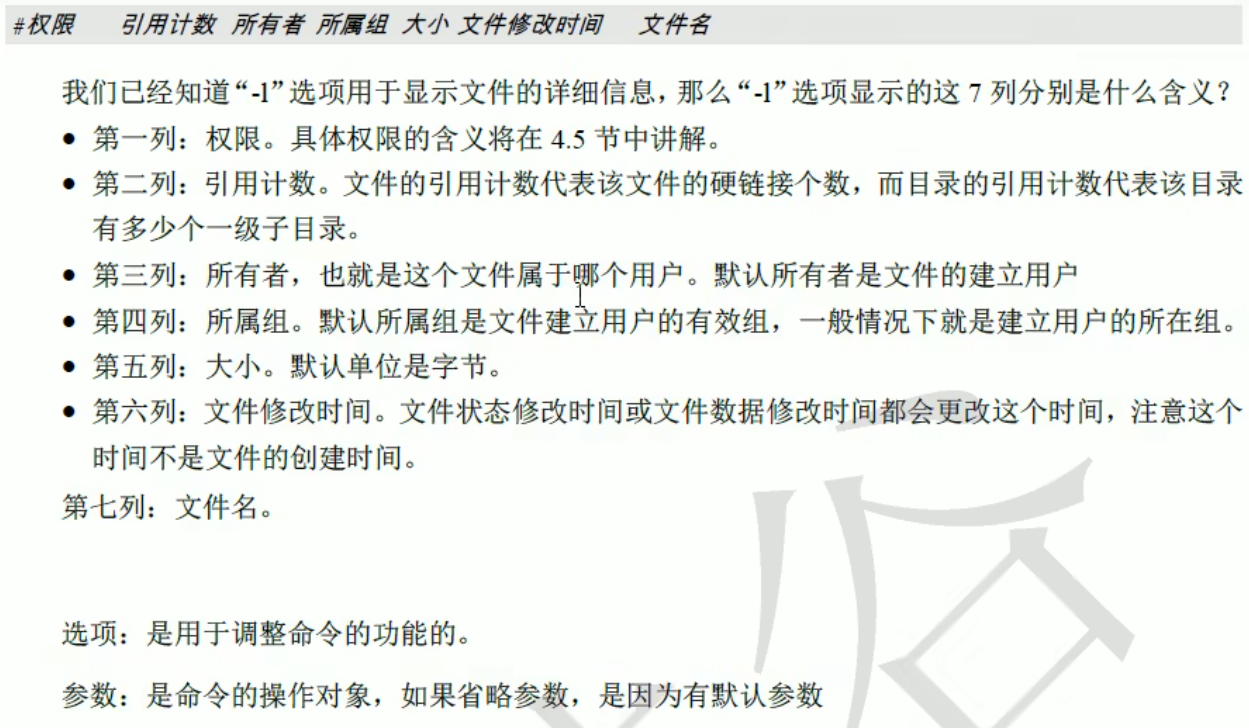 #权限 引用计数 所有者 所属组 大小 文件修改时间 文件名
我们已经知道“-l”选项用于显示文件的详细信息，那么“-l”选项显示的这 7 列分别是什么含义？
● 第一列：权限。具体权限的含义将在 4.5 节中讲解。
● 第二列：引用计数。文件的引用计数代表该文件的硬链接个数，而目录的引用计数代表该目录
有多少个一级子目录。
● 第三列：所有者，也就是这个文件属于哪个用户。默认所有者是文件的建立用户
● 第四列：所属组。默认所属组是文件建立用户的有效组，一般情况下就是建立用户的所在组。
● 第五列：大小。默认单位是字节。
● 第六列：文件修改时间。文件状态修改时间或文件数据修改时间都会更改这个时间，注意这个
时间不是文件的创建时间。
第七列：文件名。
选项：是用于调整命令的功能的。
参数：是命令的操作对象，如果省略参数，是因为有默认参数